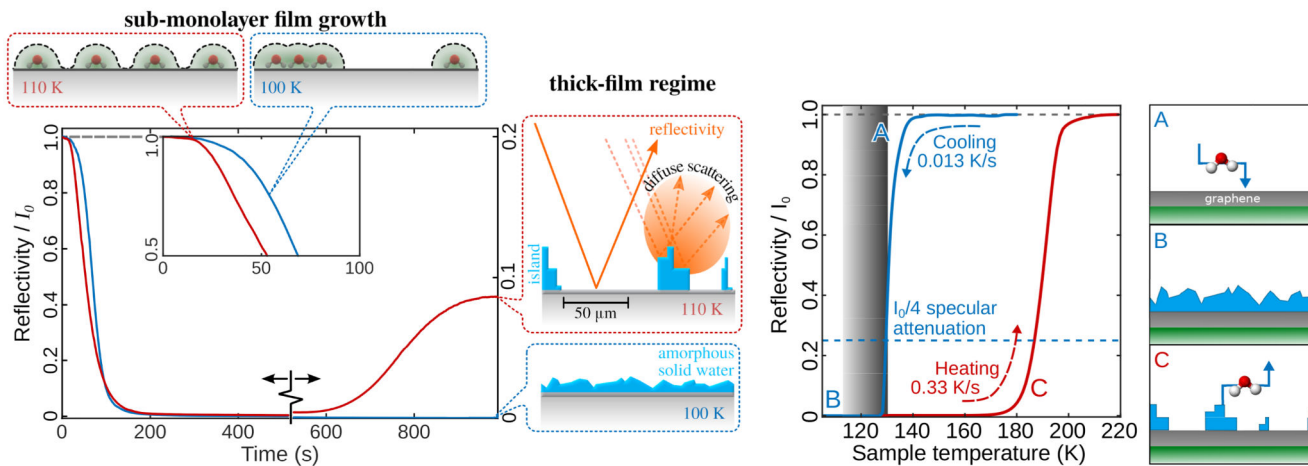 sub-monolayer film growth
110 K
100 K
thick-film regime
Reflectivity / I₀
1.0
0.8
0.6
0.4
0.2
0
0 200 400 600 800
Time (s)
1.0
0.5
0 50 100
0.2
0.1
0
reflectivity
diffuse scattering
island
50 μm
110 K
amorphous
solid water
100 K
Reflectivity / I₀
1.0
0.8
0.6
0.4
0.2
0.0
120 140 160 180 200 220
Sample temperature (K)
A
Cooling
0.013 K/s
I₀/4 specular
attenuation
Heating
0.33 K/s
B
C
A
graphene
B
C